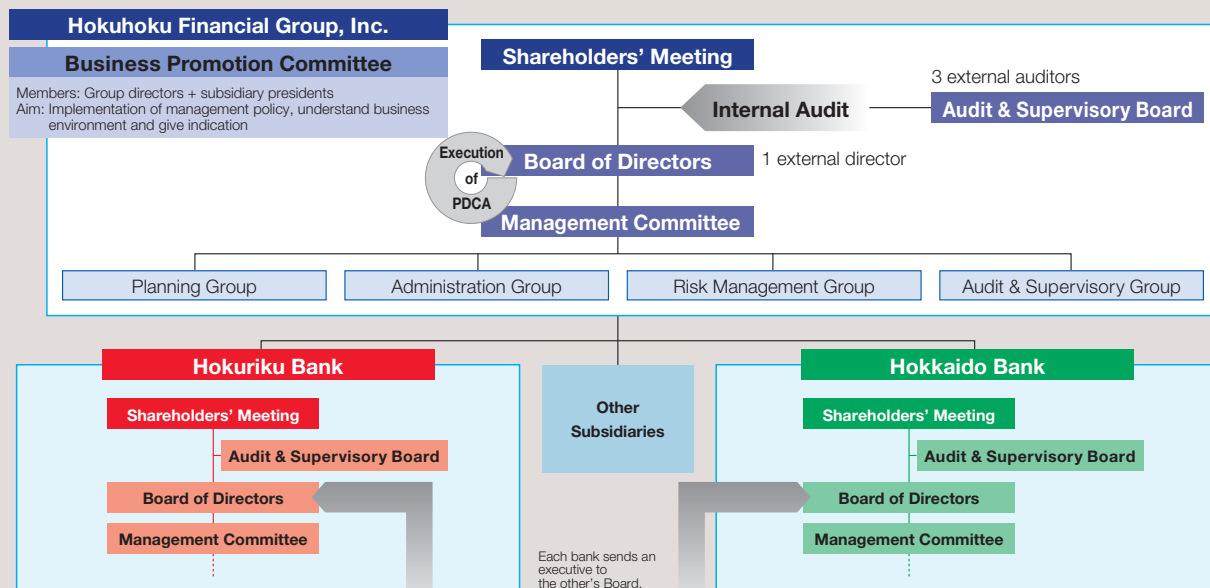 Hokuhoku Financial Group, Inc.
Business Promotion Committee
Members: Group directors + subsidiary presidents
Aim: Implementation of management policy, understand business
environment and give indication
Shareholders' Meeting
3 external auditors
Internal Audit
Audit & Supervisory Board
Execution
of
PDCA
Board of Directors
1 external director
Management Committee
Planning Group
Administration Group
Risk Management Group
Audit & Supervisory Group
Hokuriku Bank
Shareholders' Meeting
Audit & Supervisory Board
Board of Directors
Management Committee
Other
Subsidiaries
Each bank sends an
executive to
the other's Board.
Hokkaido Bank
Shareholders' Meeting
Audit & Supervisory Board
Board of Directors
Management Committee